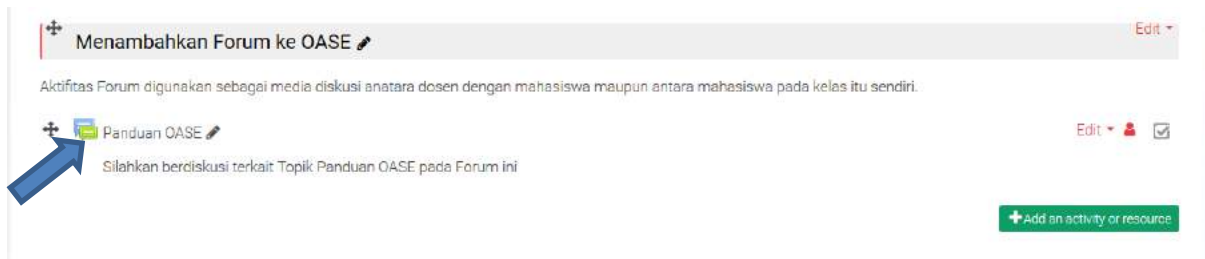 Menambahkan Forum ke OASE
Edit
Aktifitas Forum digunakan sebagai media diskusi anatara dosen dengan mahasiswa maupun antara mahasiswa pada kelas itu sendiri.
Panduan OASE
Edit
Silahkan berdiskusi terkait Topik Panduan OASE pada Forum ini
+Add an activity or resource